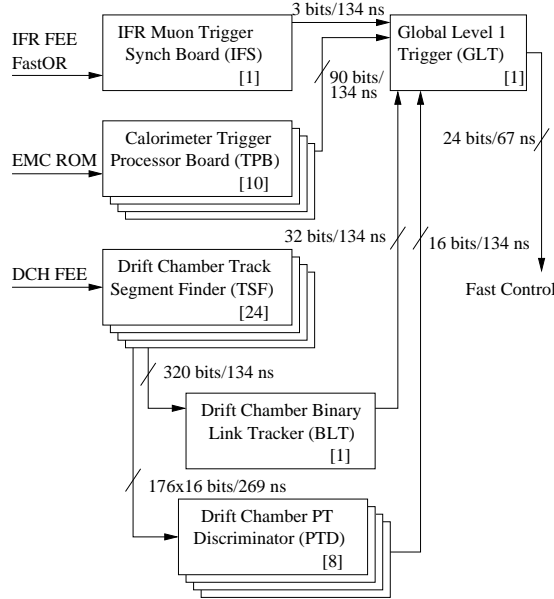 3 bits/134 ns
IFR FEE
FastOR
IFR Muon Trigger
Synch Board (IFS)
[1]
Global Level 1
Trigger (GLT)
[1]
90 bits/
134 ns
24 bits/67 ns
EMC ROM
Calorimeter Trigger
Processor Board (TPB)
[10]
32 bits/134 ns
16 bits/134 ns
DCH FEE
Drift Chamber Track
Segment Finder (TSF)
[24]
Fast Control
320 bits/134 ns
Drift Chamber Binary
Link Tracker (BLT)
[1]
176x16 bits/269 ns
Drift Chamber PT
Discriminator (PTD)
[8]